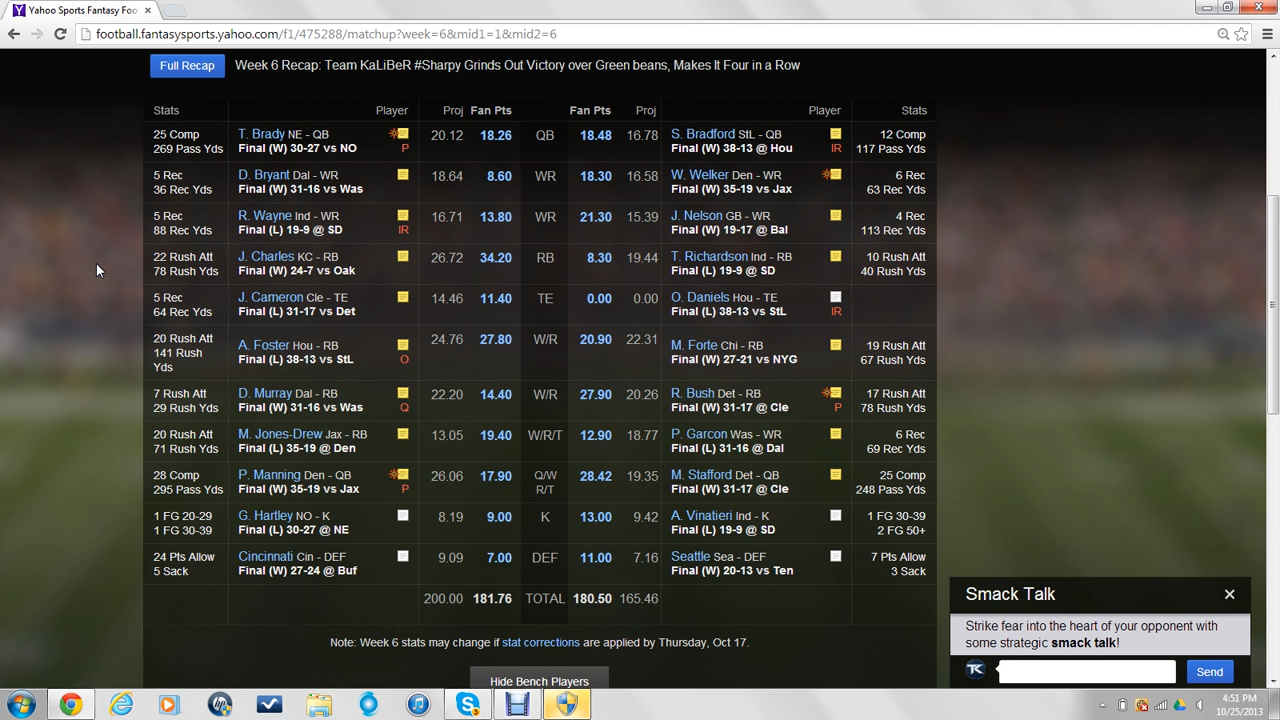 Yahoo Sports Fantasy Foo
football.fantasysports.yahoo.com/f1/475288/matchup?week=6&mid1=1&mid2=6
Full Recap Week 6 Recap: Team KaLiBeR #Sharpy Grinds Out Victory over Green beans, Makes It Four in a Row
Stats Player Proj Fan Pts Fan Pts Proj Player Stats
25 Comp T. Brady NE - QB 20.12 18.26 QB 18.48 16.78 S. Bradford StL - QB 12 Comp
269 Pass Yds Final (W) 30-27 vs NO P Final (W) 38-13 @ Hou IR 117 Pass Yds
5 Rec D. Bryant Dal - WR 18.64 8.60 WR 18.30 16.58 W. Welker Den - WR 6 Rec
36 Rec Yds Final (W) 31-16 vs Was Final (W) 35-19 vs Jax 63 Rec Yds
5 Rec R. Wayne Ind - WR 16.71 13.80 WR 21.30 15.39 J. Nelson GB - WR 4 Rec
88 Rec Yds Final (L) 19-9 @ SD IR Final (W) 19-17 @ Bal 113 Rec Yds
22 Rush Att J. Charles KC - RB 26.72 34.20 RB 8.30 19.44 T. Richardson Ind - RB 10 Rush Att
78 Rush Yds Final (W) 24-7 vs Oak Final (L) 19-9 @ SD 40 Rush Yds
5 Rec J. Cameron Cle - TE 14.46 11.40 TE 0.00 0.00 O. Daniels Hou - TE
64 Rec Yds Final (L) 31-17 vs Det Final (L) 38-13 vs StL IR
20 Rush Att A. Foster Hou - RB 24.76 27.80 W/R 20.90 22.31 M. Forte Chi - RB 19 Rush Att
141 Rush Final (L) 38-13 vs StL O Final (W) 27-21 vs NYG 67 Rush Yds
Yds
7 Rush Att D. Murray Dal - RB 22.20 14.40 W/R 27.90 20.26 R. Bush Det - RB 17 Rush Att
29 Rush Yds Final (W) 31-16 vs Was Q Final (W) 31-17 @ Cle P 78 Rush Yds
20 Rush Att M. Jones-Drew Jax - RB 13.05 19.40 W/R/T 12.90 18.77 P. Garcon Was - WR 6 Rec
71 Rush Yds Final (L) 35-19 @ Den Final (L) 31-16 @ Dal 69 Rec Yds
28 Comp P. Manning Den - QB 26.06 17.90 Q/W 28.42 19.35 M. Stafford Det - QB 25 Comp
295 Pass Yds Final (W) 35-19 vs Jax P R/T Final (W) 31-17 @ Cle 248 Pass Yds
1 FG 20-29 G. Hartley NO - K 8.19 9.00 K 13.00 9.42 A. Vinatieri Ind - K 1 FG 30-39
1 FG 30-39 Final (L) 30-27 @ NE Final (L) 19-9 @ SD 2 FG 50+
24 Pts Allow Cincinnati Cin - DEF 9.09 7.00 DEF 11.00 7.16 Seattle Sea - DEF 7 Pts Allow
5 Sack Final (W) 27-24 @ Buf Final (W) 20-13 vs Ten 3 Sack
200.00 181.76 TOTAL 180.50 165.46
Note: Week 6 stats may change if stat corrections are applied by Thursday, Oct 17.
Hide Bench Players
Smack Talk
Strike fear into the heart of your opponent with
some strategic smack talk!
TK Send
hp
4:51 PM
10/25/2013